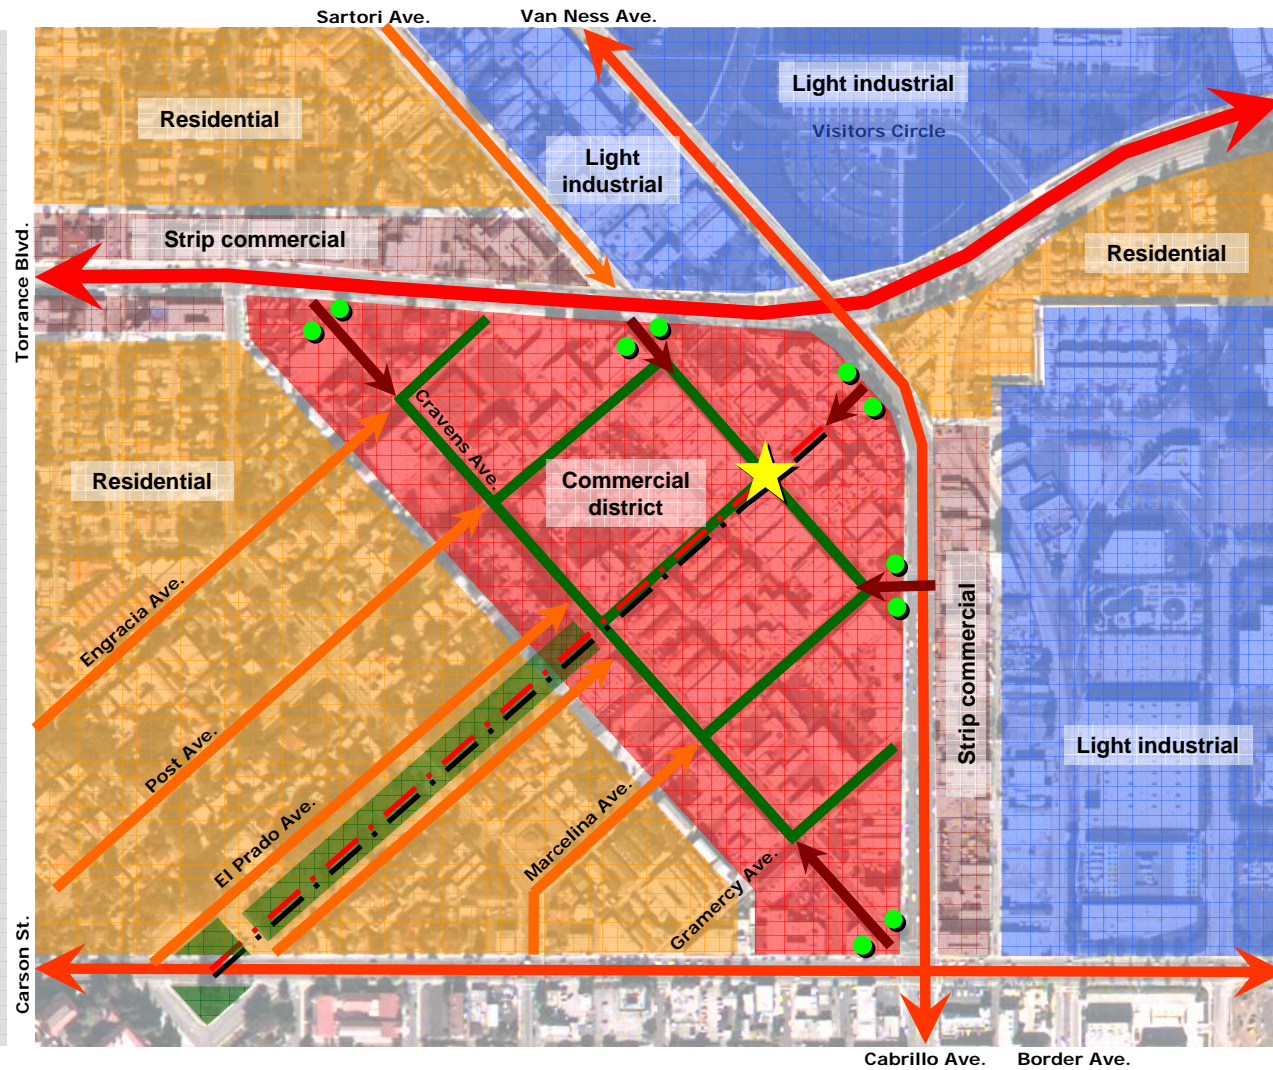 Sartori Ave.
Van Ness Ave.
Light industrial
Residential
Visitors Circle
Light
industrial
Strip commercial
Residential
Torrance Blvd.
Cravens Ave.
Residential
Commercial
district
Engracia Ave.
Strip commercial
Post Ave.
Light industrial
El Prado Ave.
Marcelina Ave.
Gramercy Ave.
Carson St.
Cabrillo Ave.
Border Ave.